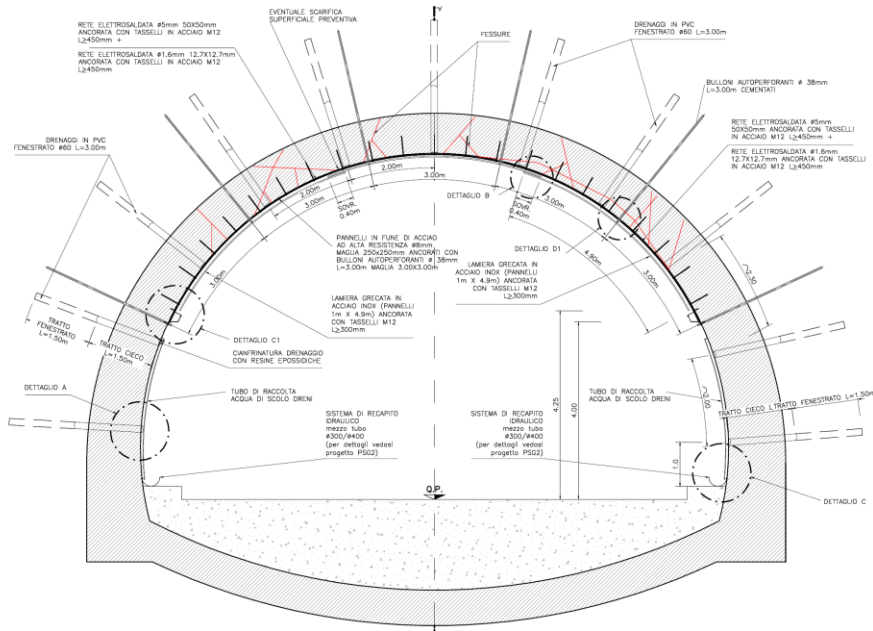 RETE ELETTROSALDATA ø5mm 50X50mm
ANCORATA CON TASSELLI IN ACCIAIO M12
L≥450mm +
RETE ELETTROSALDATA ø1.6mm 12.7X12.7mm
ANCORATA CON TASSELLI IN ACCIAIO M12
L≥450mm
EVENTUALE SCARIFICA
SUPERFICIALE PREVENTIVA
FESSURE
DRENAGGI IN PVC
FENESTRATO ø60 L=3.00m
BULLONI AUTOPERFORANTI ø 38mm
L=3.00m CEMENTATI
RETE ELETTROSALDATA ø5mm
50X50mm ANCORATA CON TASSELLI
IN ACCIAIO M12 L≥450mm +
RETE ELETTROSALDATA ø1.6mm
12.7X12.7mm ANCORATA CON TASSELLI
IN ACCIAIO M12 L≥450mm
DRENAGGI IN PVC
FENESTRATO ø60 L=3.00m
2.00m
3.00m
2.00m
3.00m
SOVR.
0.40m
DETTAGLIO B
SOVR.
0.40m
3.00m
DETTAGLIO D1
4.90m
3.00m
2.30
3.00m
PANNELLI IN FUNE DI ACCIAO
AD ALTA RESISTENZA ø8mm
MAGLIA 250x250mm ANCORATI CON
BULLONI AUTOPERFORANTI ø 38mm
L=3.00m MAGLIA 3.00X3.00m
LAMIERA GRECATA IN
ACCIAIO INOX (PANNELLI
1m X 4.9m) ANCORATA
CON TASSELLI M12
L≥300mm
LAMIERA GRECATA IN
ACCIAIO INOX (PANNELLI
1m X 4.9m) ANCORATA
CON TASSELLI M12
≥300mm
TRATTO
FENESTRATO
L=1.50m
TRATTO CIECO
L=1.50m
DETTAGLIO C1
CIANFRINATURA DRENAGGIO
CON RESINE EPOSSIDICHE
DETTAGLIO A
TUBO DI RACCOLTA
ACQUA DI SCOLO DRENI
TUBO DI RACCOLTA
ACQUA DI SCOLO DRENI
4.25
4.00
2.00
TRATTO CIECO L
TRATTO FENESTRATO L=1.50m
SISTEMA DI RECAPITO
IDRAULICO
mezzo tubo
ø300/ø400
(per dettagli vedasi
progetto PSG2)
SISTEMA DI RECAPITO
IDRAULICO
mezzo tubo
ø300/ø400
(per dettagli vedasi
progetto PSG2)
1.0
Q.P.
DETTAGLIO C